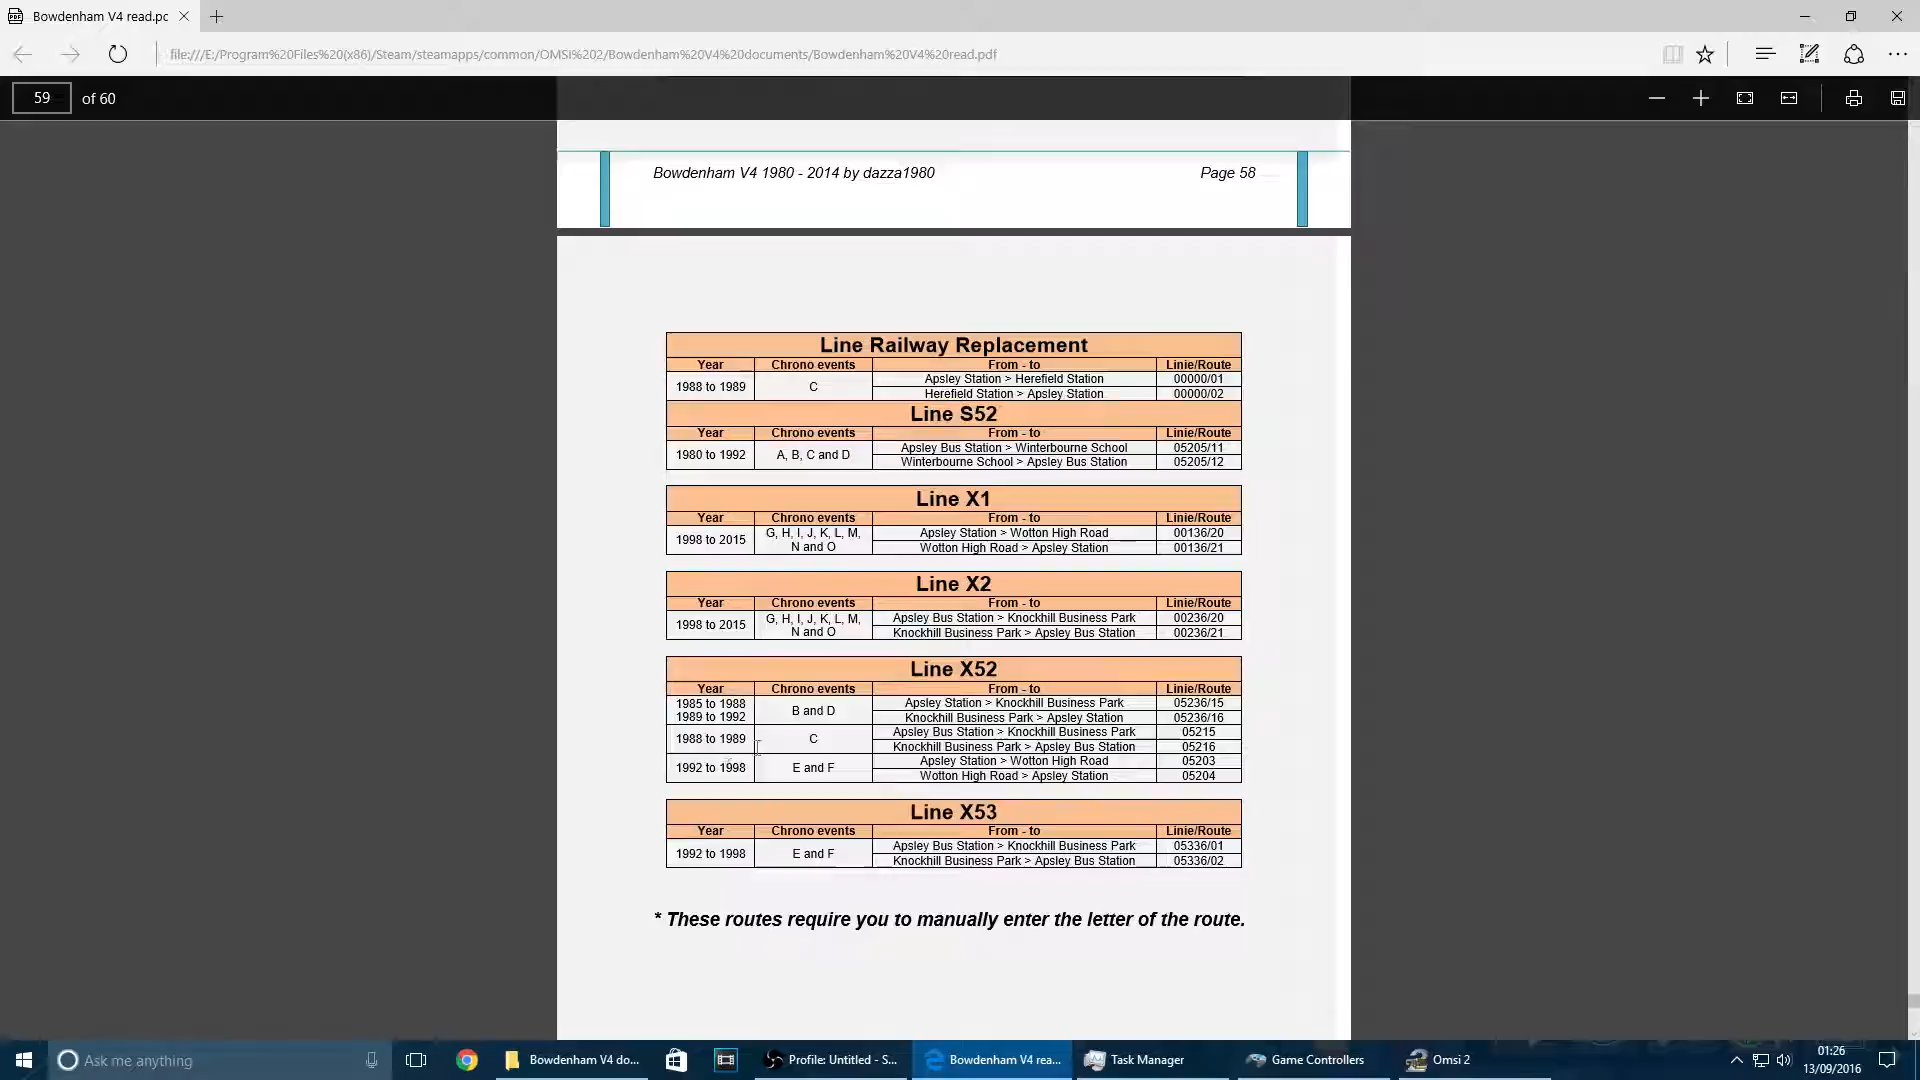 Bowdenham V4 read.pc
file:///E:/Program%20Files%20(x86)/Steam/steamapps/common/OMSI%202/Bowdenham%20V4%20documents/Bowdenham%20V4%20read.pdf
59 of 60
Bowdenham V4 1980 - 2014 by dazza1980 Page 58
Line Railway Replacement
Year Chrono events From - to Linie/Route
1988 to 1989 C Apsley Station > Herefield Station 00000/01
Herefield Station > Apsley Station 00000/02
Line S52
Year Chrono events From - to Linie/Route
1980 to 1992 A, B, C and D Apsley Bus Station > Winterbourne School 05205/11
Winterbourne School > Apsley Bus Station 05205/12
Line X1
Year Chrono events From - to Linie/Route
1998 to 2015 G, H, I, J, K, L, M, Apsley Station > Wotton High Road 00136/20
N and O Wotton High Road > Apsley Station 00136/21
Line X2
Year Chrono events From - to Linie/Route
1998 to 2015 G, H, I, J, K, L, M, Apsley Bus Station > Knockhill Business Park 00236/20
N and O Knockhill Business Park > Apsley Bus Station 00236/21
Line X52
Year Chrono events From - to Linie/Route
1985 to 1988 B and D Apsley Station > Knockhill Business Park 05236/15
1989 to 1992 Knockhill Business Park > Apsley Station 05236/16
1988 to 1989 C Apsley Bus Station > Knockhill Business Park 05215
Knockhill Business Park > Apsley Bus Station 05216
1992 to 1998 E and F Apsley Station > Wotton High Road 05203
Wotton High Road > Apsley Station 05204
Line X53
Year Chrono events From - to Linie/Route
1992 to 1998 E and F Apsley Bus Station > Knockhill Business Park 05336/01
Knockhill Business Park > Apsley Bus Station 05336/02
* These routes require you to manually enter the letter of the route.
Ask me anything Bowdenham V4 do... Profile: Untitled - S... Bowdenham V4 rea... Task Manager Game Controllers Omsi 2 01:26
13/09/2016